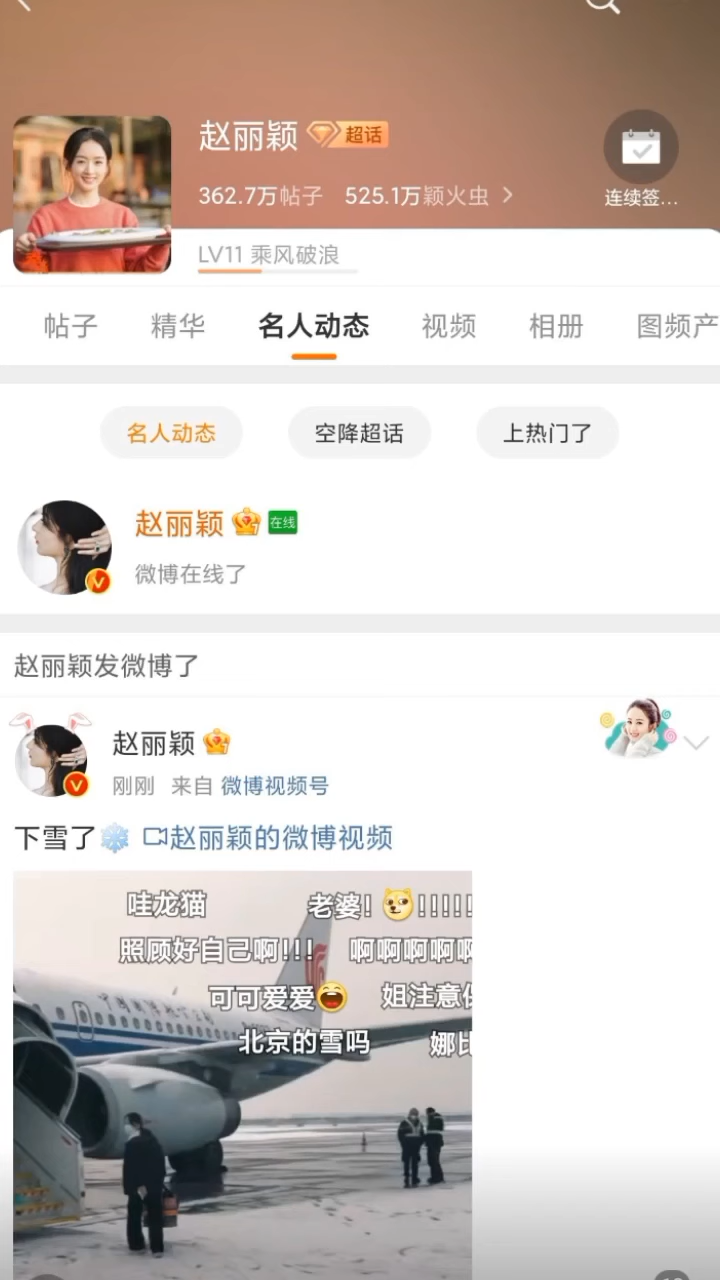 赵丽颖 超话
362.7万帖子 525.1万颖火虫
连续签...
LV11 乘风破浪
帖子 精华 名人动态 视频 相册 图频产
名人动态 空降超话 上热门了
赵丽颖 在线
微博在线了
赵丽颖发微博了
赵丽颖
刚刚 来自 微博视频号
下雪了 赵丽颖的微博视频
哇龙猫 老婆! !!!!!
照顾好自己啊!!! 啊啊啊啊啊
可可爱爱 姐注意
北京的雪吗 娜比